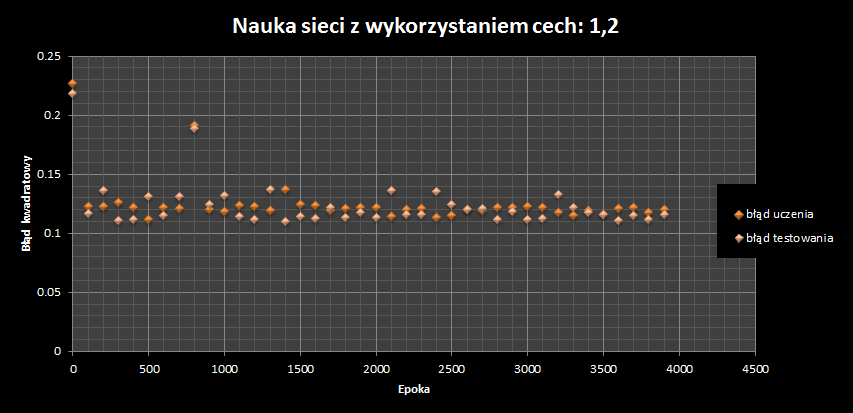 Nauka sieci z wykorzystaniem cech: 1,2
0.25
0.2
0.15
0.1
0.05
0
Błąd kwadratowy
błąd uczenia
błąd testowania
0 500 1000 1500 2000 2500 3000 3500 4000 4500
Epoka